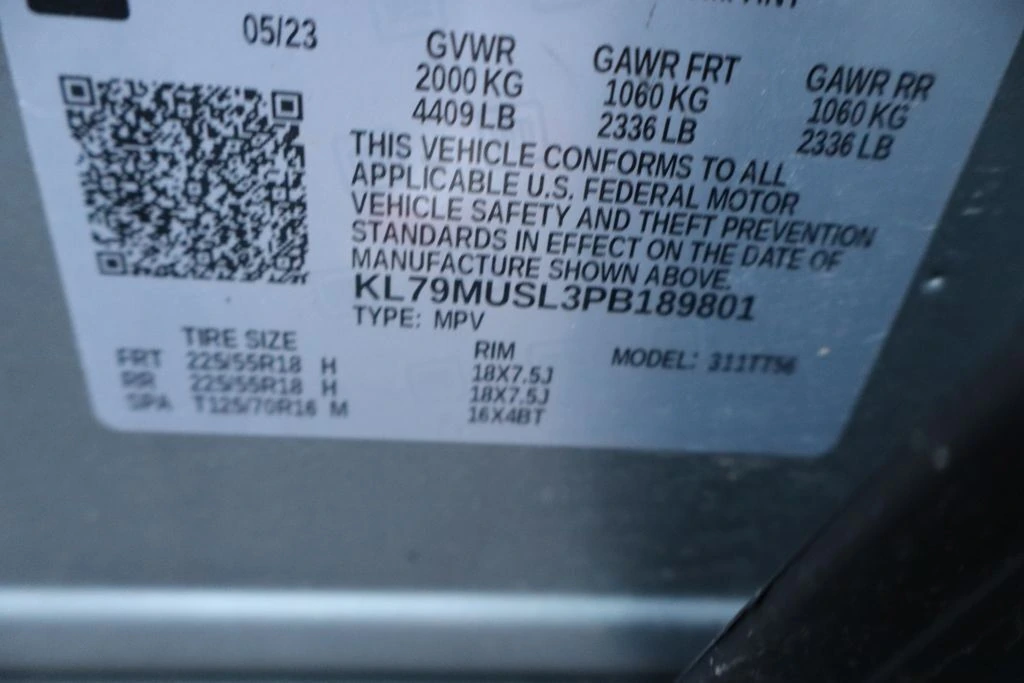 05/23
GVWR GAWR FRT GAWR RR
2000 KG 1060 KG 1060 KG
4409 LB 2336 LB 2336 LB
THIS VEHICLE CONFORMS TO ALL
APPLICABLE U.S. FEDERAL MOTOR
VEHICLE SAFETY AND THEFT PREVENTION
STANDARDS IN EFFECT ON THE DATE OF
MANUFACTURE SHOWN ABOVE.
KL79MUSL3PB189801
TYPE: MPV
TIRE SIZE RIM MODEL: 311TT56
FRT 225/55R18 H 18X7.5J
RR 225/55R18 H 18X7.5J
SPA T125/70R16 M 16X4BT